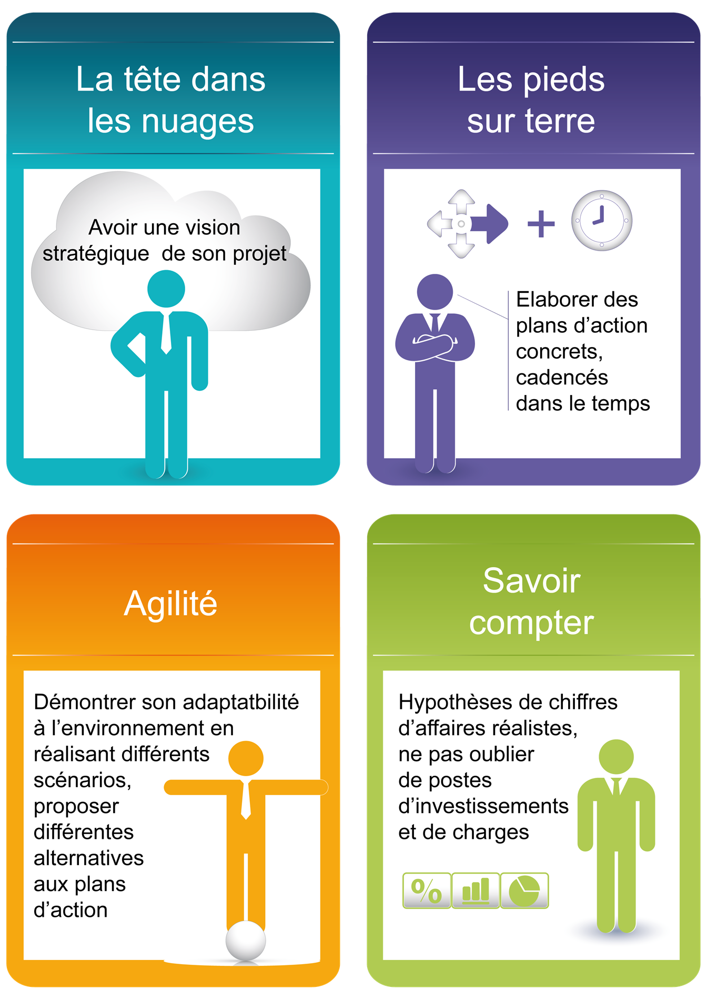 La tête dans
les nuages
Avoir une vision
stratégique  de son projet
Les pieds
sur terre
+
Elaborer des
plans d’action
concrets,
cadencés
dans le temps
Agilité
Démontrer son adaptatbilité
à l’environnement en
réalisant différents
scénarios,
proposer
différentes
alternatives
aux plans
d’action
Savoir
compter
Hypothèses de chiffres
d’affaires réalistes,
ne pas oublier
de postes
d’investissements
et de charges
%